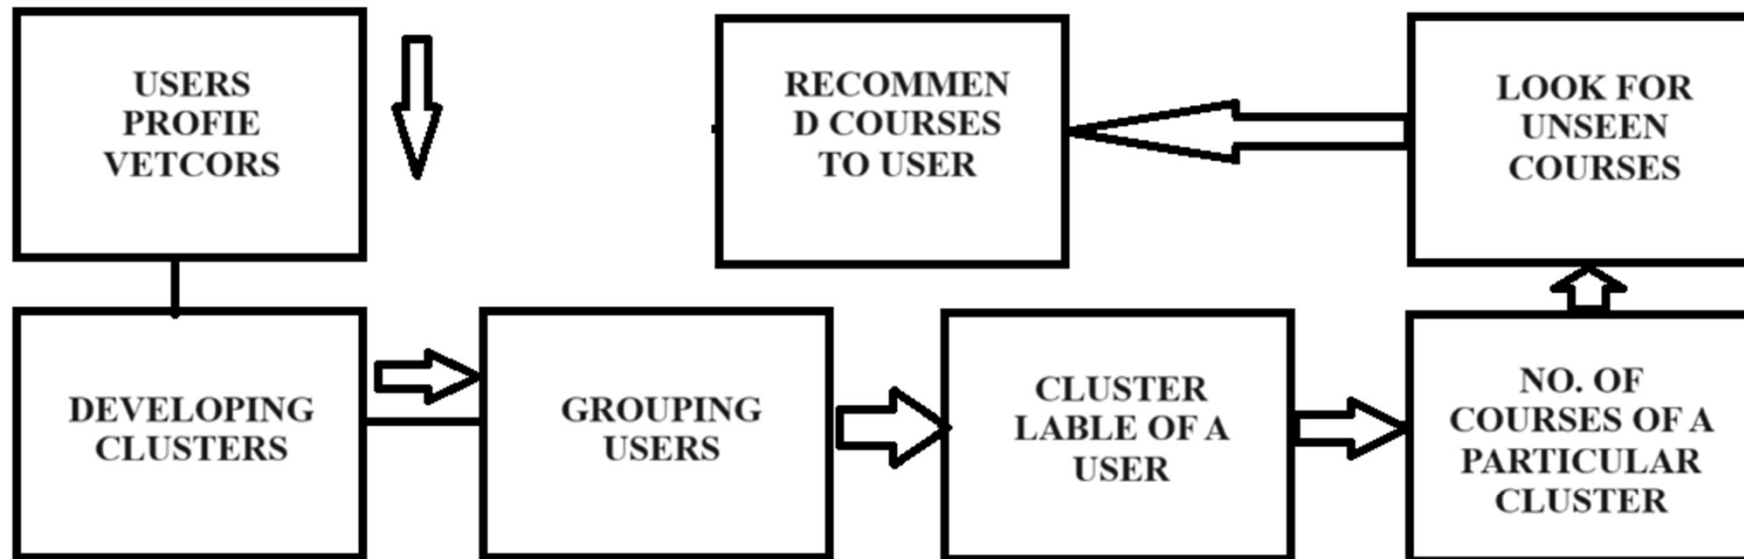 USERS
PROFIE
VETCORS
RECOMMEN
D COURSES
TO USER
LOOK FOR
UNSEEN
COURSES
DEVELOPING
CLUSTERS
GROUPING
USERS
CLUSTER
LABLE OF A
USER
NO. OF
COURSES OF A
PARTICULAR
CLUSTER